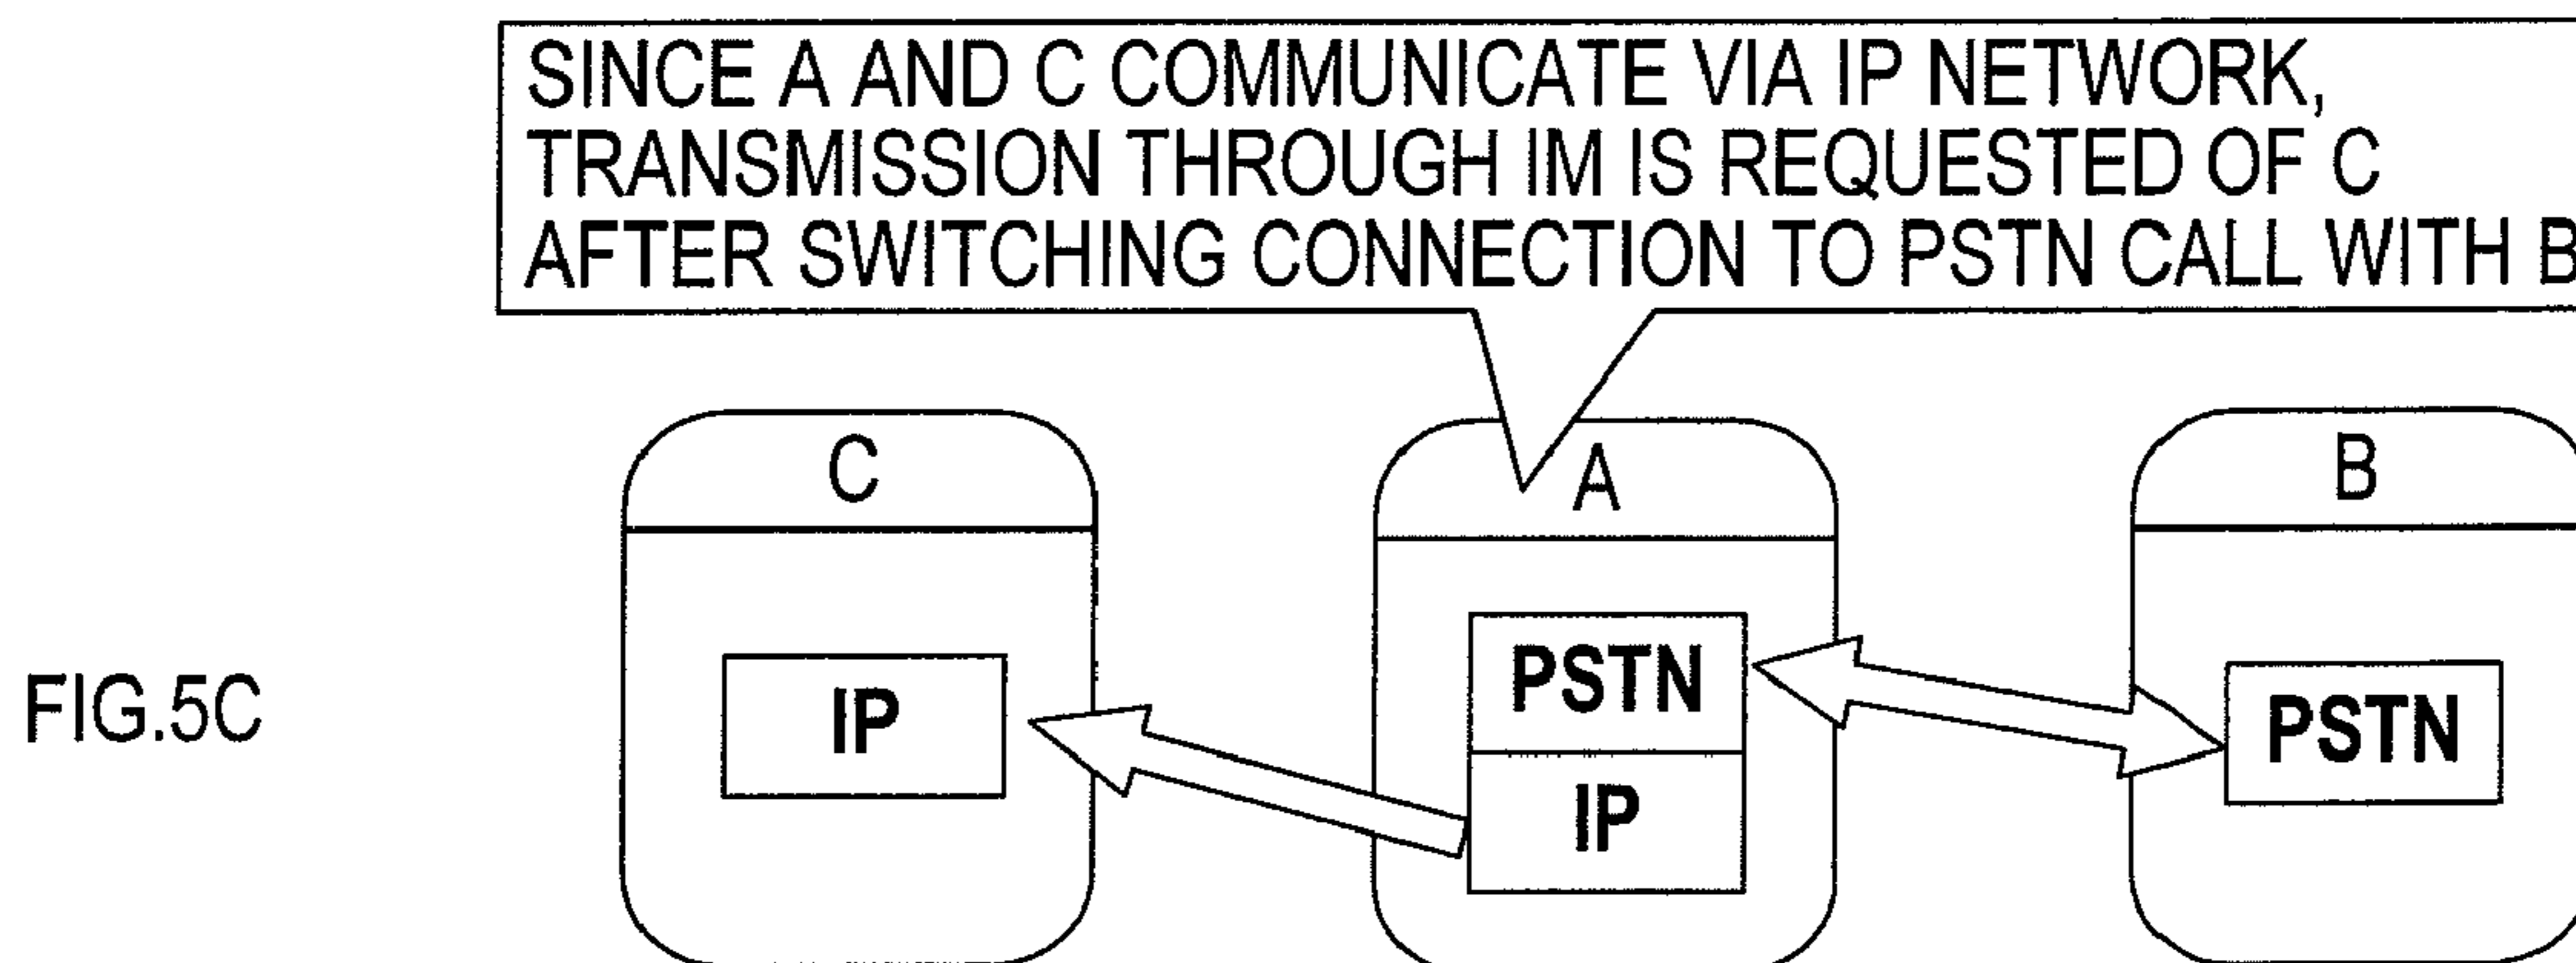 SINCE A AND C COMMUNICATE VIA IP NETWORK,
TRANSMISSION THROUGH IM IS REQUESTED OF C
AFTER SWITCHING CONNECTION TO PSTN CALL WITH B
C
A
B
FIG.5C
IP
PSTN
IP
PSTN